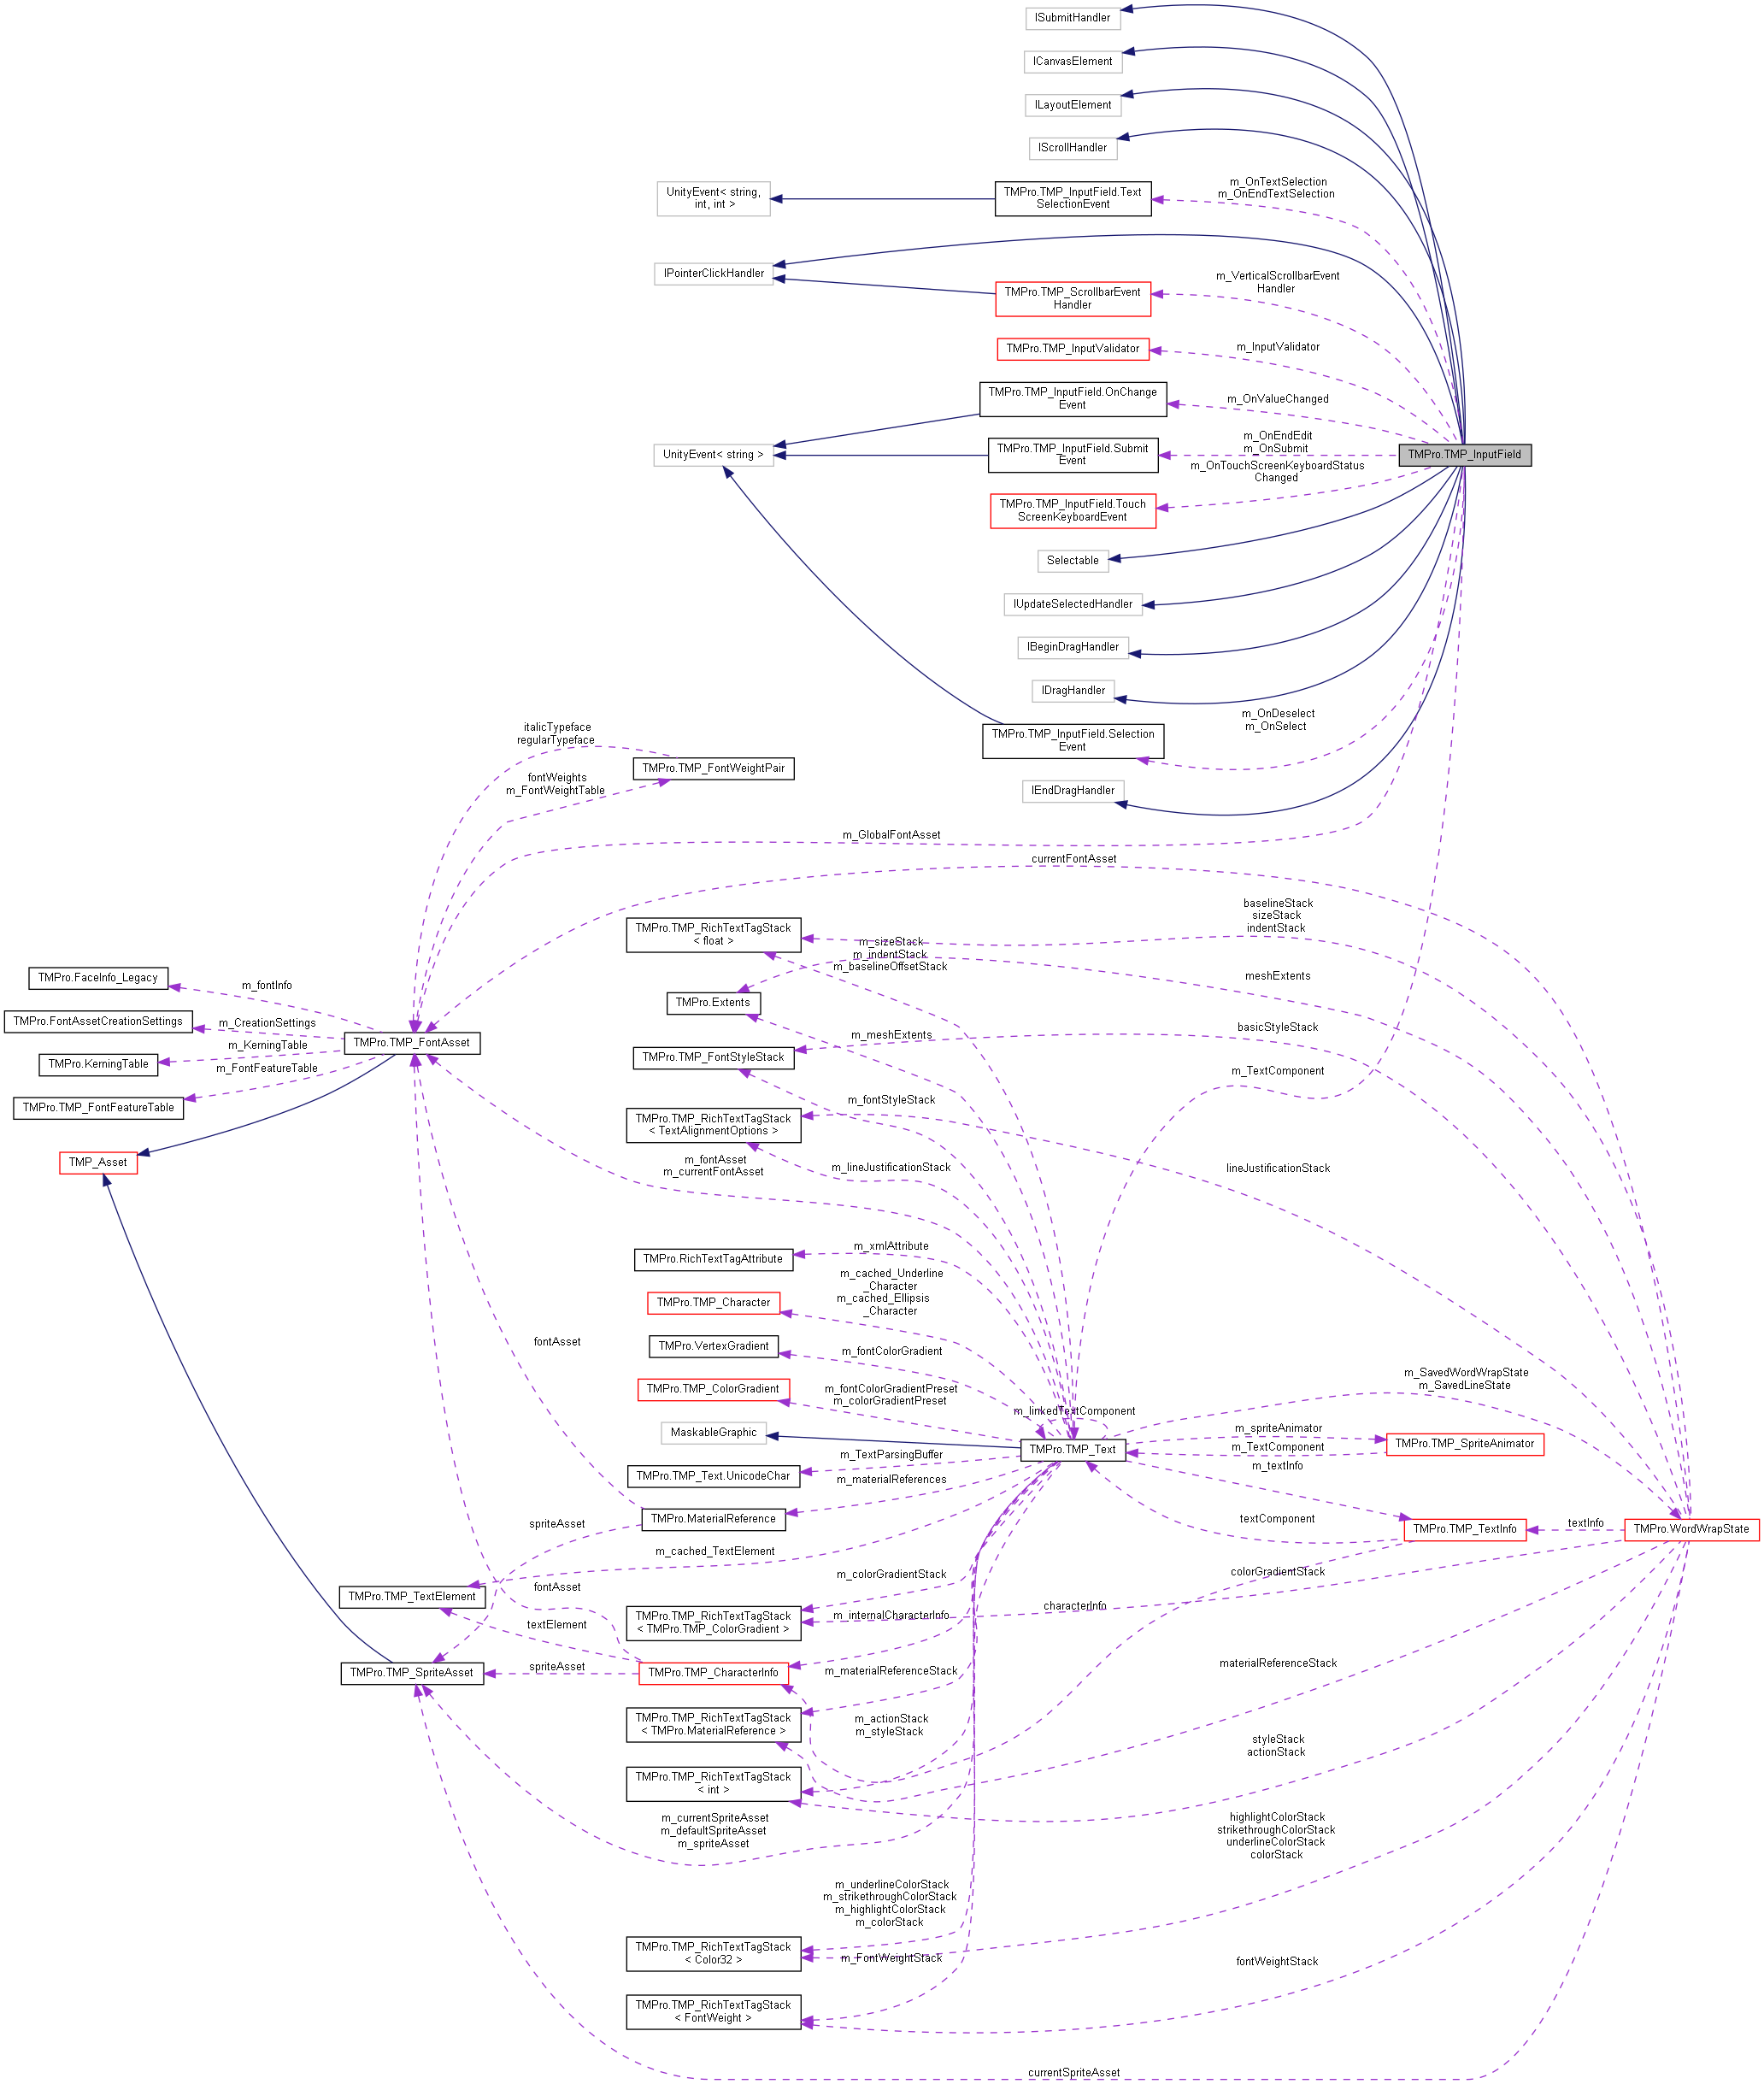 ISubmitHandler
ICanvasElement
ILayoutElement
IScrollHandler
UnityEvent< string,
int, int >
TMPro.TMP_InputField.Text
SelectionEvent
m_OnTextSelection
m_OnEndTextSelection
IPointerClickHandler
TMPro.TMP_ScrollbarEvent
Handler
m_VerticalScrollbarEvent
Handler
TMPro.TMP_InputValidator
m_InputValidator
TMPro.TMP_InputField.OnChange
Event
m_OnValueChanged
UnityEvent< string >
TMPro.TMP_InputField.Submit
Event
m_OnEndEdit
m_OnSubmit
TMPro.TMP_InputField
TMPro.TMP_InputField.Touch
ScreenKeyboardEvent
m_OnTouchScreenKeyboardStatus
Changed
Selectable
IUpdateSelectedHandler
IBeginDragHandler
IDragHandler
TMPro.TMP_InputField.Selection
Event
m_OnDeselect
m_OnSelect
IEndDragHandler
italicTypeface
regularTypeface
TMPro.TMP_FontWeightPair
fontWeights
m_FontWeightTable
m_GlobalFontAsset
currentFontAsset
TMPro.TMP_RichTextTagStack
< float >
baselineStack
sizeStack
indentStack
m_sizeStack
m_indentStack
m_baselineOffsetStack
TMPro.FaceInfo_Legacy
m_fontInfo
TMPro.Extents
meshExtents
TMPro.FontAssetCreationSettings
m_CreationSettings
TMPro.TMP_FontAsset
m_meshExtents
basicStyleStack
TMPro.KerningTable
m_KerningTable
TMPro.TMP_FontStyleStack
m_FontFeatureTable
m_TextComponent
TMPro.TMP_FontFeatureTable
m_fontStyleStack
TMPro.TMP_RichTextTagStack
< TextAlignmentOptions >
TMP_Asset
m_fontAsset
m_currentFontAsset
m_lineJustificationStack
lineJustificationStack
TMPro.RichTextTagAttribute
m_xmlAttribute
TMPro.TMP_Character
m_cached_Underline
_Character
m_cached_Ellipsis
_Character
fontAsset
TMPro.VertexGradient
m_fontColorGradient
TMPro.TMP_ColorGradient
m_fontColorGradientPreset
m_colorGradientPreset
m_SavedWordWrapState
m_SavedLineState
m_linkedTextComponent
MaskableGraphic
TMPro.TMP_Text
m_spriteAnimator
TMPro.TMP_SpriteAnimator
m_TextComponent
TMPro.TMP_Text.UnicodeChar
m_TextParsingBuffer
m_textInfo
m_materialReferences
TMPro.MaterialReference
spriteAsset
textComponent
TMPro.TMP_TextInfo
textInfo
TMPro.WordWrapState
m_cached_TextElement
m_colorGradientStack
colorGradientStack
fontAsset
TMPro.TMP_TextElement
textElement
TMPro.TMP_RichTextTagStack
< TMPro.TMP_ColorGradient >
m_internalCharacterInfo
characterInfo
TMPro.TMP_SpriteAsset
spriteAsset
TMPro.TMP_CharacterInfo
m_materialReferenceStack
materialReferenceStack
TMPro.TMP_RichTextTagStack
< TMPro.MaterialReference >
m_actionStack
m_styleStack
styleStack
actionStack
TMPro.TMP_RichTextTagStack
< int >
m_currentSpriteAsset
m_defaultSpriteAsset
m_spriteAsset
highlightColorStack
strikethroughColorStack
underlineColorStack
colorStack
m_underlineColorStack
m_strikethroughColorStack
m_highlightColorStack
m_colorStack
TMPro.TMP_RichTextTagStack
< Color32 >
m_FontWeightStack
fontWeightStack
TMPro.TMP_RichTextTagStack
< FontWeight >
currentSpriteAsset